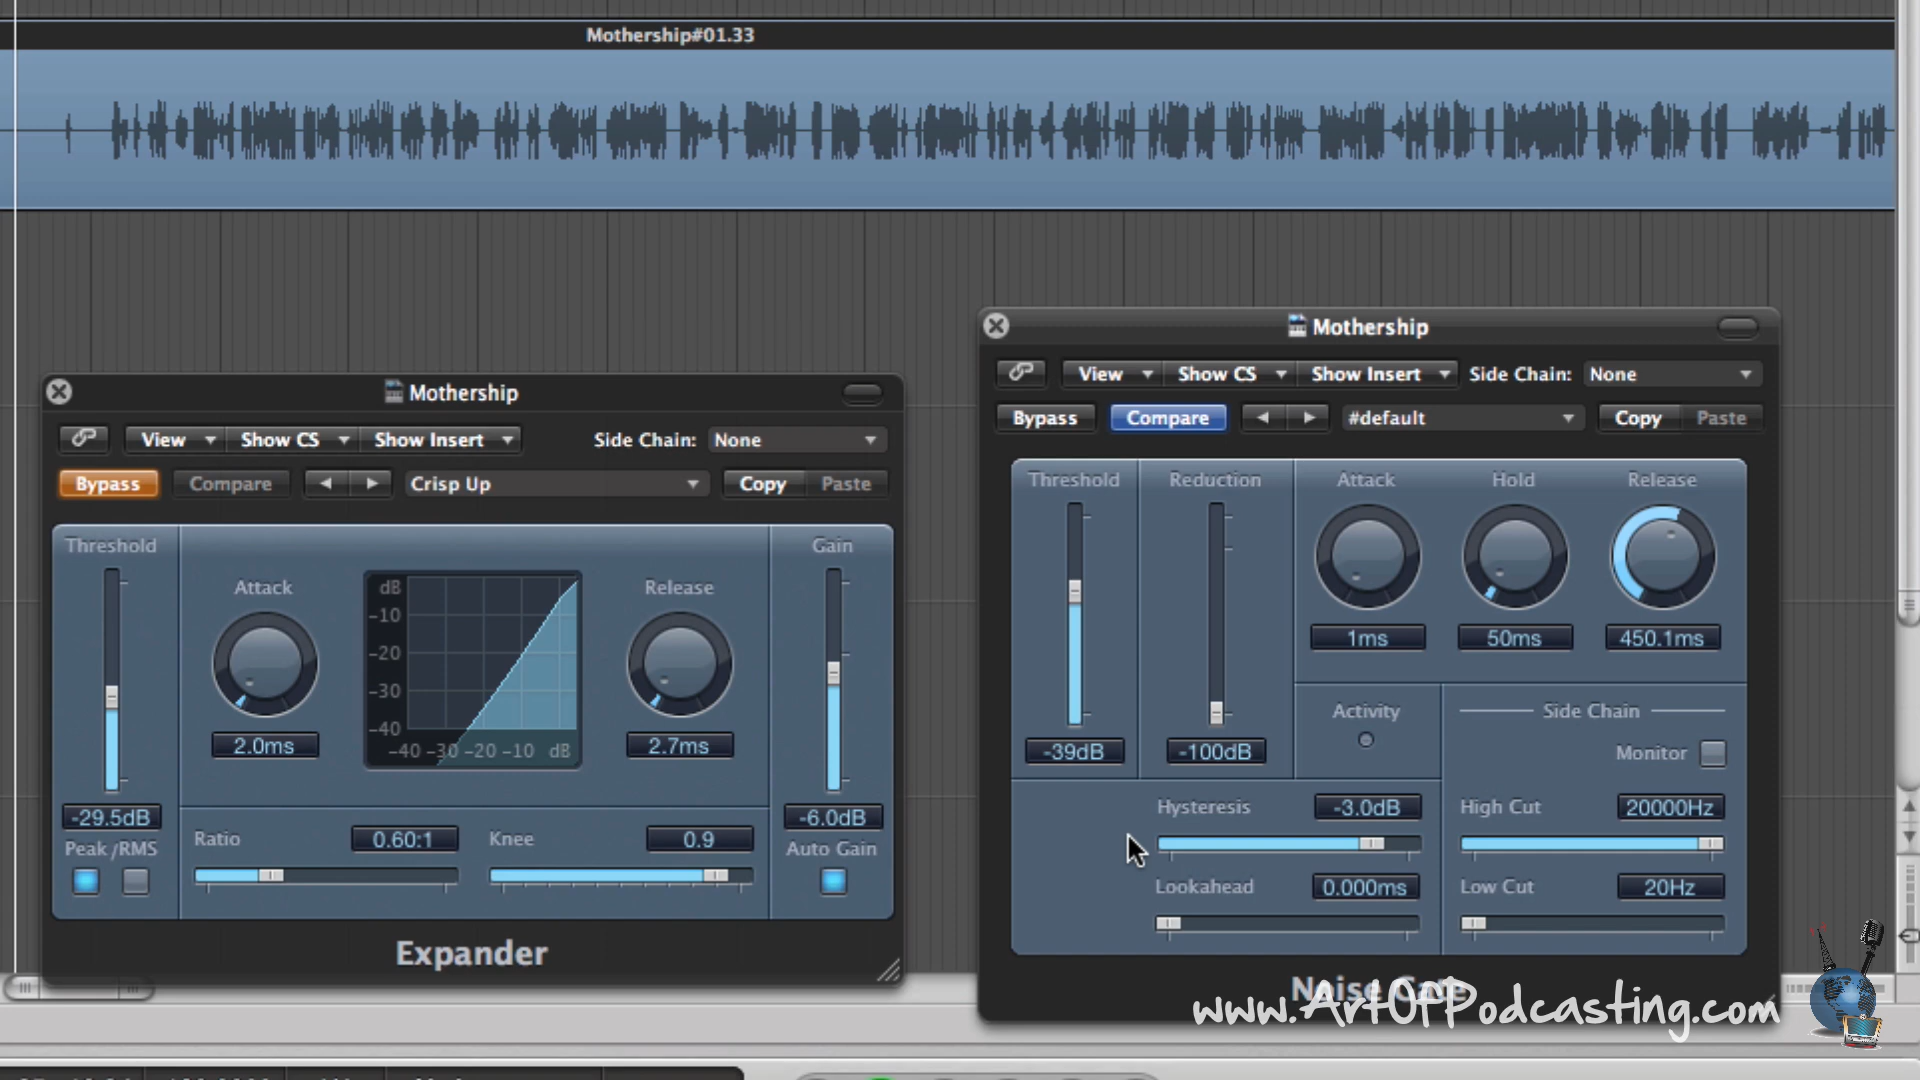 Mothership#01.33
Mothership
View Show CS Show Insert Side Chain: None
Bypass Compare Crisp Up Copy Paste
Threshold Gain
Attack Release
dB
-10
-20
-30
-40
-40 -30 -20 -10 dB
2.0ms 2.7ms
-29.5dB -6.0dB
Ratio 0.60:1 Knee 0.9
Peak /RMS Auto Gain
Expander
Mothership
View Show CS Show Insert Side Chain: None
Bypass Compare #default Copy Paste
Threshold Reduction Attack Hold Release
1ms 50ms 450.1ms
Activity Side Chain
Monitor
-39dB -100dB
Hysteresis -3.0dB High Cut 20000Hz
Lookahead 0.000ms Low Cut 20Hz
Noise Gate
www.ArtOfPodcasting.com